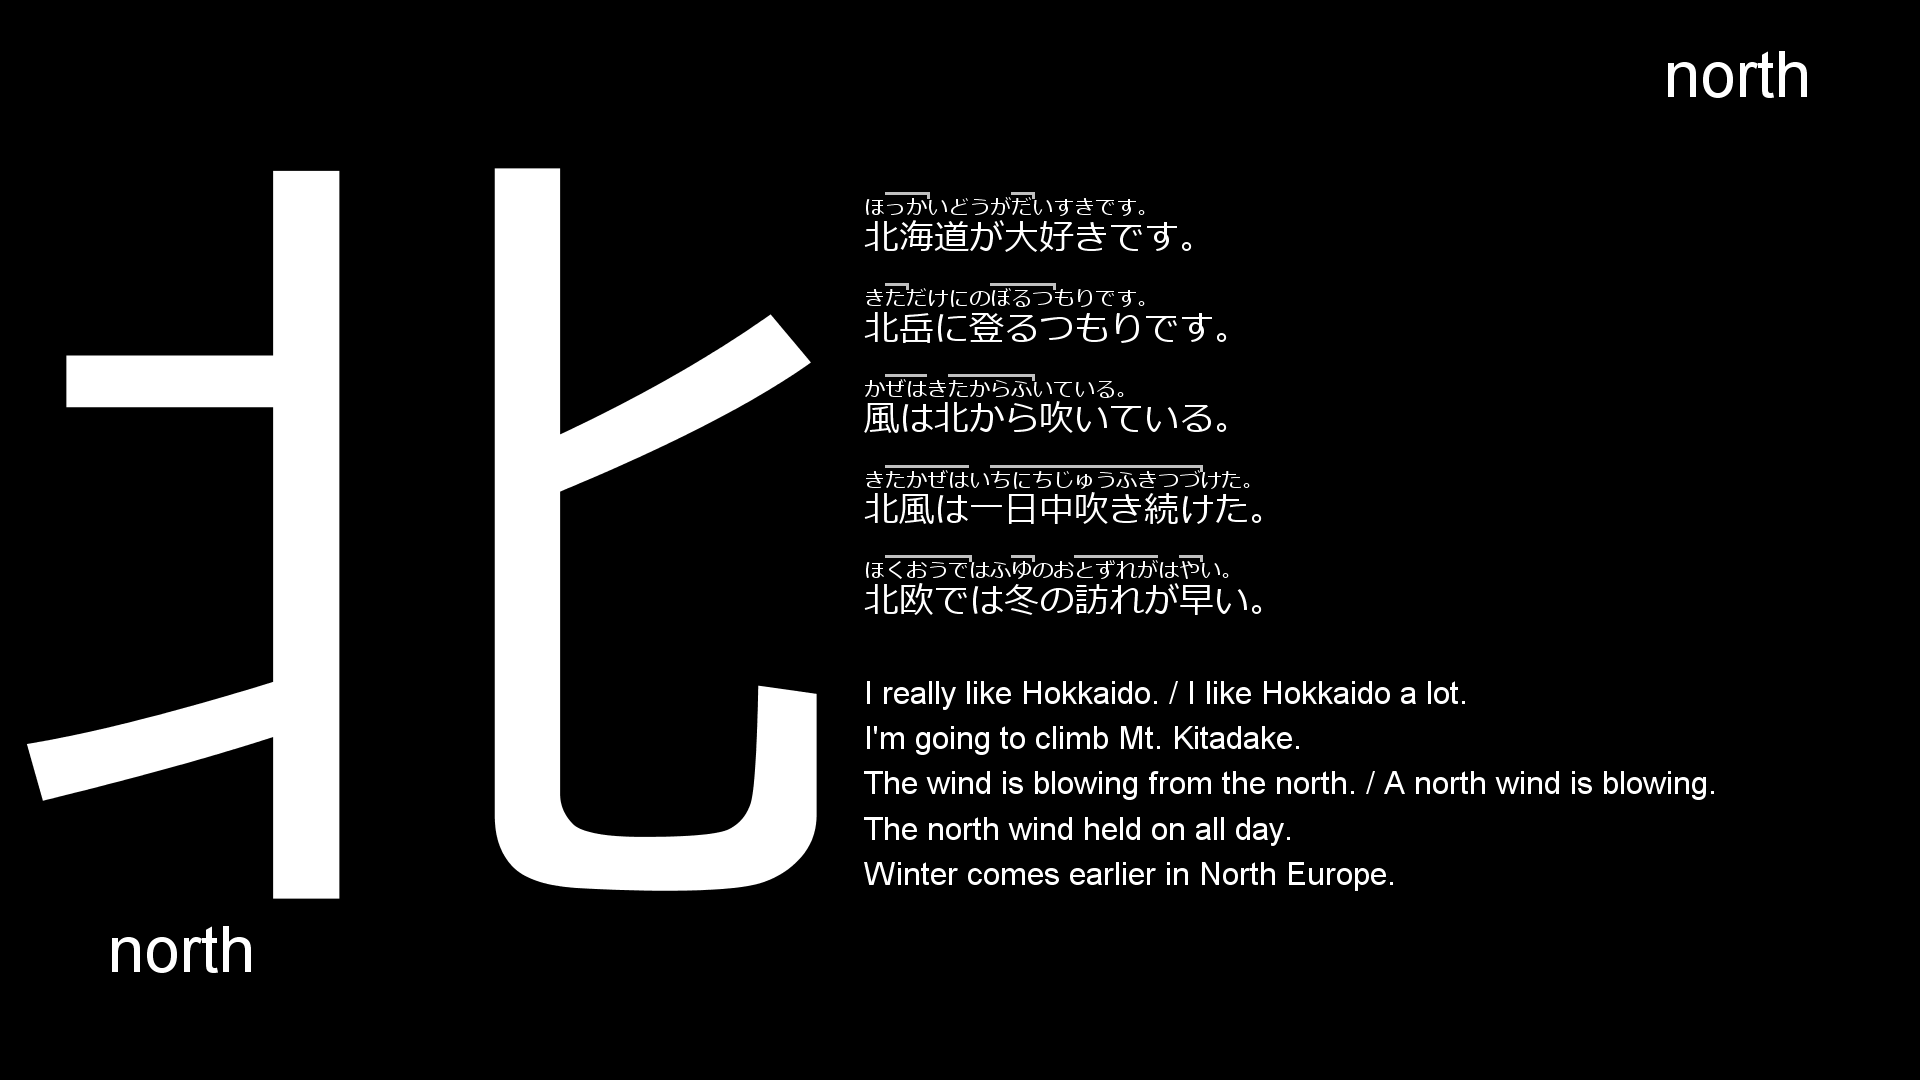 north
北
ほっかいどうがだいすきです。
北海道が大好きです。
きただけにのぼるつもりです。
北岳に登るつもりです。
かぜはきたからふいている。
風は北から吹いている。
きたかぜはいちにちじゅうふきつづけた。
北風は一日中吹き続けた。
ほくおうではふゆのおとずれがはやい。
北欧では冬の訪れが早い。
I really like Hokkaido. / I like Hokkaido a lot.
I'm going to climb Mt. Kitadake.
The wind is blowing from the north. / A north wind is blowing.
The north wind held on all day.
Winter comes earlier in North Europe.
north